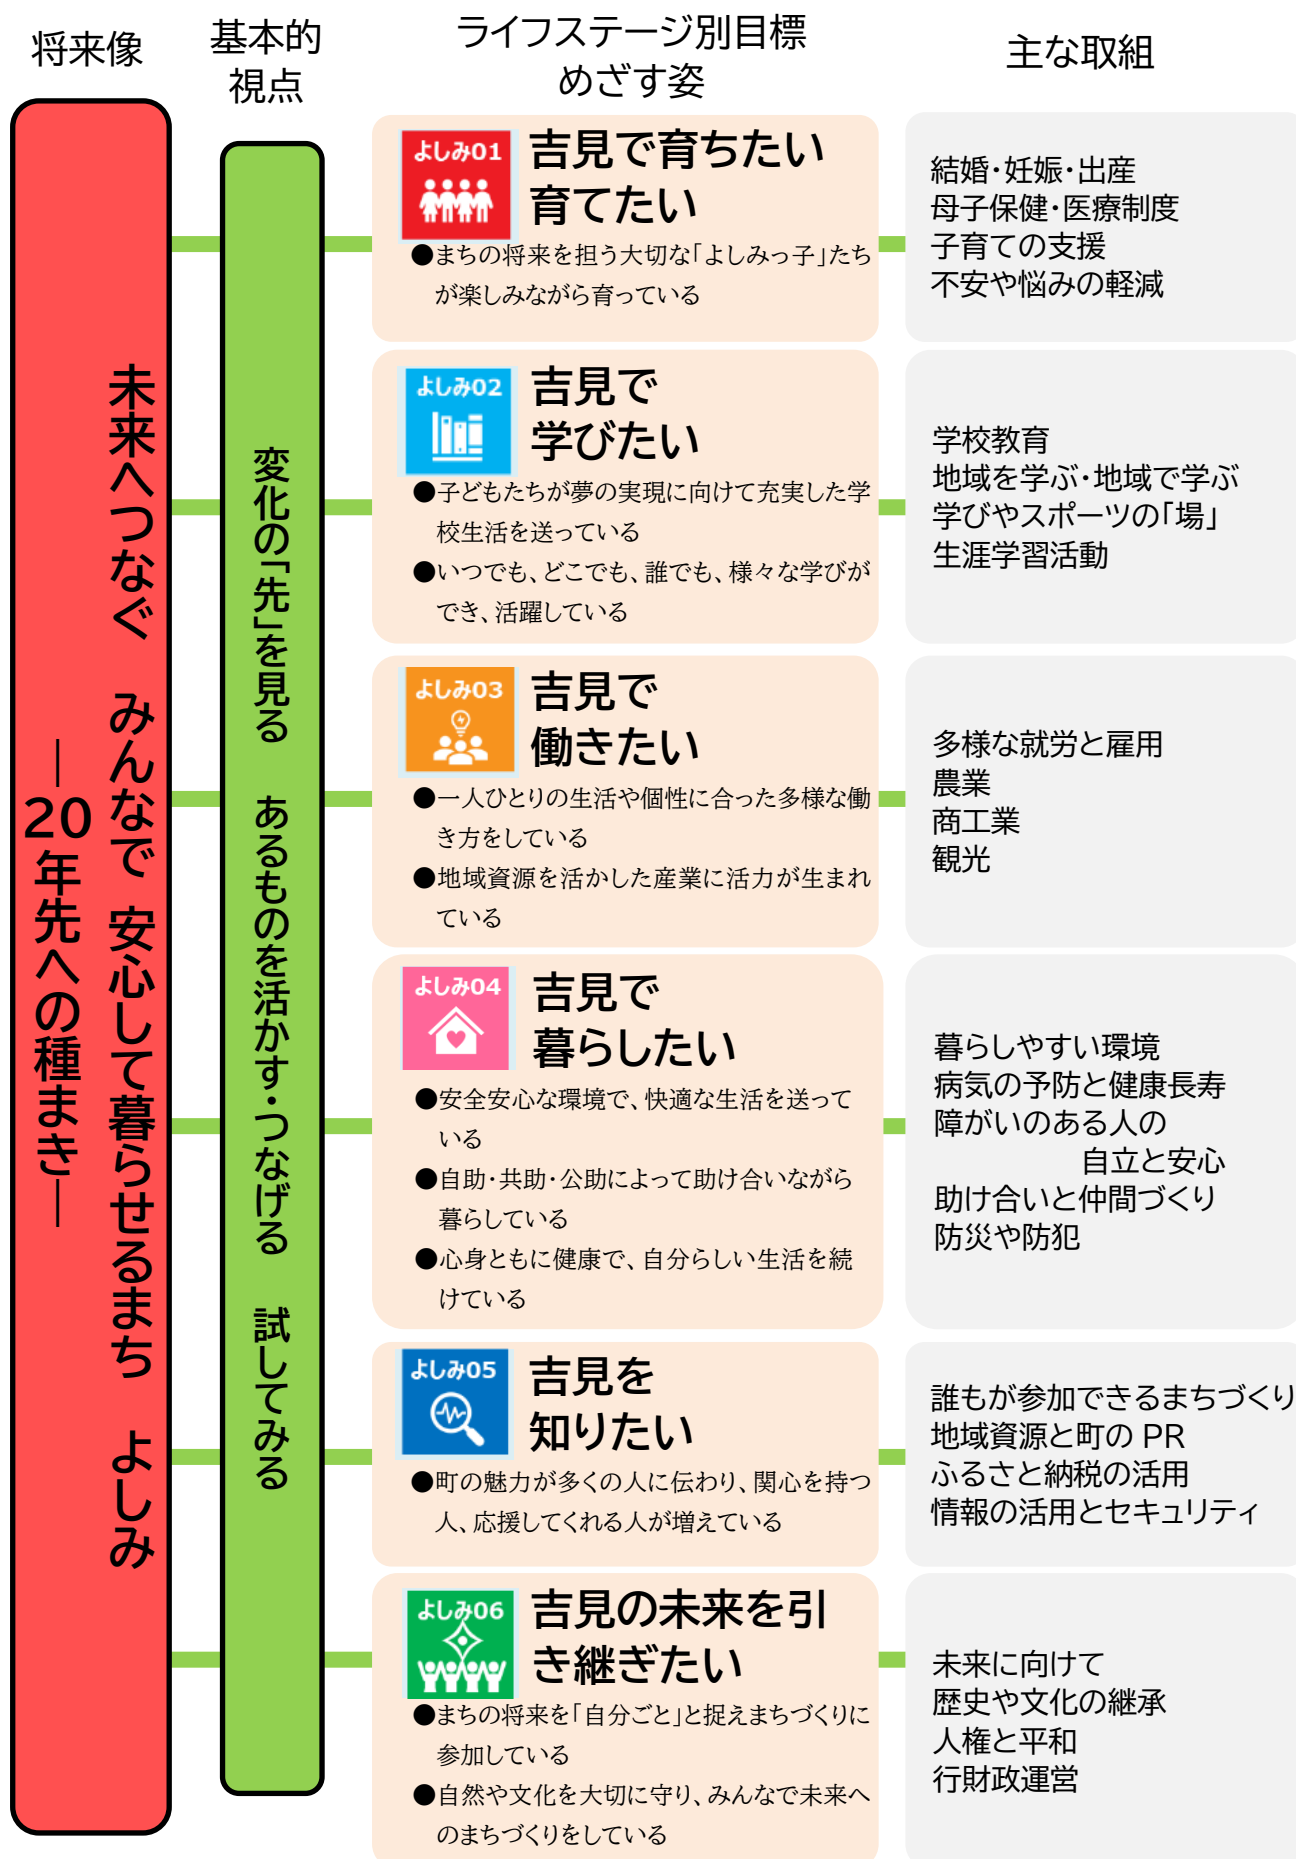 将来像
基本的
視点
ライフステージ別目標
めざす姿
主な取組
未来へつなぐ　みんなで 安心して暮らせるまち　よしみ
―20年先への種まき―
変化の「先」を見る　あるものを活かす・つなげる　試してみる
よしみ01
吉見で育ちたい
育てたい
●まちの将来を担う大切な「よしみっ子」たち
が楽しみながら育っている
結婚・妊娠・出産
母子保健・医療制度
子育ての支援
不安や悩みの軽減
よしみ02
吉見で
学びたい
●子どもたちが夢の実現に向けて充実した学
校生活を送っている
●いつでも、どこでも、誰でも、様々な学びが
でき、活躍している
学校教育
地域を学ぶ・地域で学ぶ
学びやスポーツの「場」
生涯学習活動
よしみ03
吉見で
働きたい
●一人ひとりの生活や個性に合った多様な働
き方をしている
●地域資源を活かした産業に活力が生まれ
ている
多様な就労と雇用
農業
商工業
観光
よしみ04
吉見で
暮らしたい
●安全安心な環境で、快適な生活を送って
いる
●自助・共助・公助によって助け合いながら
暮らしている
●心身ともに健康で、自分らしい生活を続
けている
暮らしやすい環境
病気の予防と健康長寿
障がいのある人の
自立と安心
助け合いと仲間づくり
防災や防犯
よしみ05
吉見を
知りたい
●町の魅力が多くの人に伝わり、関心を持つ
人、応援してくれる人が増えている
誰もが参加できるまちづくり
地域資源と町の PR
ふるさと納税の活用
情報の活用とセキュリティ
よしみ06
吉見の未来を引
き継ぎたい
●まちの将来を「自分ごと」と捉えまちづくりに
参加している
●自然や文化を大切に守り、みんなで未来へ
のまちづくりをしている
未来に向けて
歴史や文化の継承
人権と平和
行財政運営